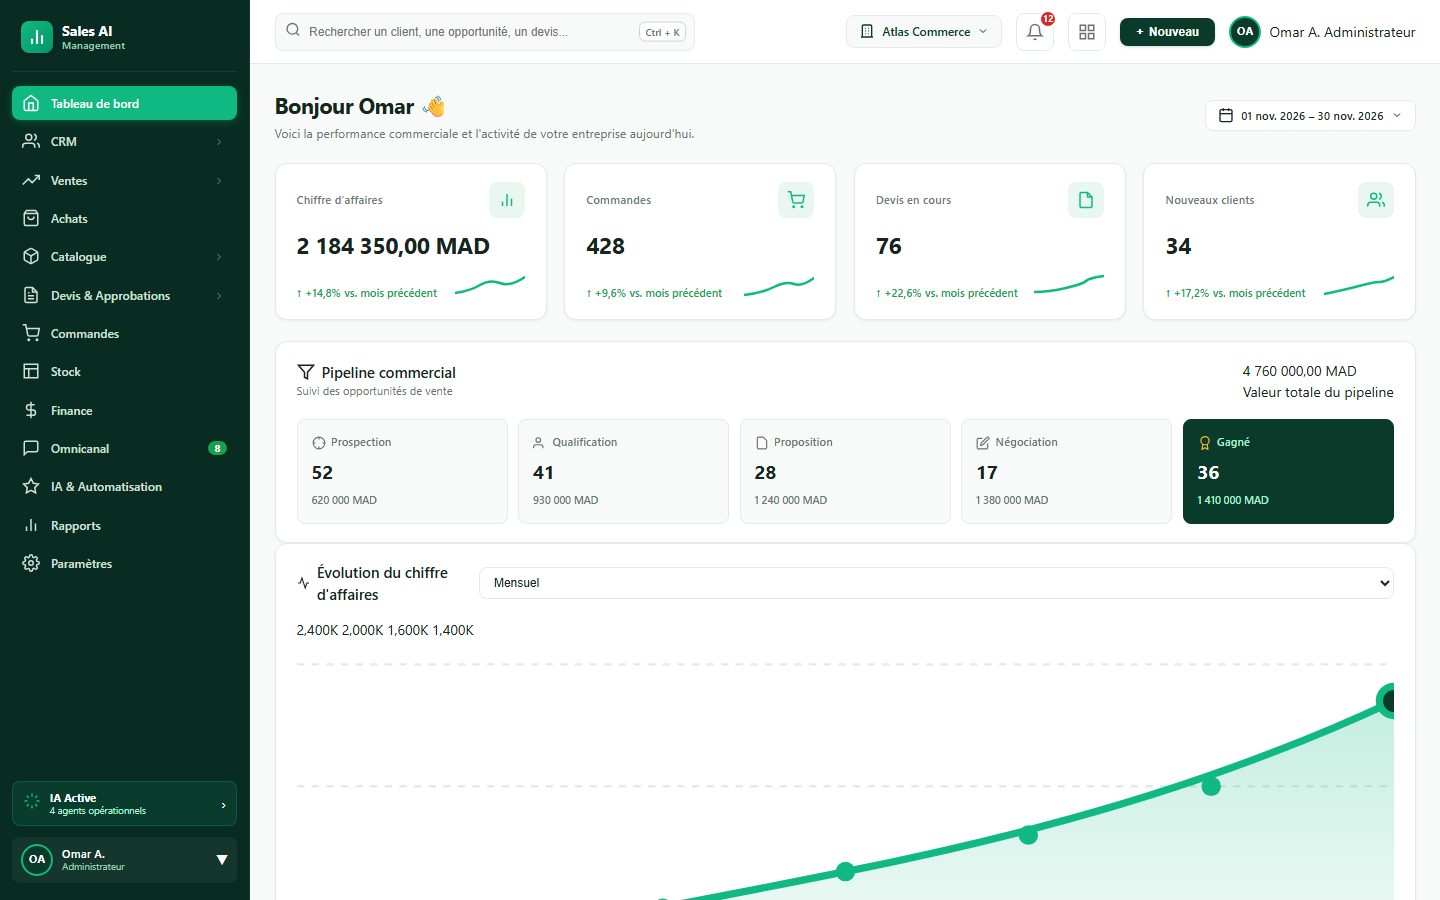 Sales AI
Management
Tableau de bord
CRM
Ventes
Achats
Catalogue
Devis & Approbations
Commandes
Stock
Finance
Omnicanal 8
IA & Automatisation
Rapports
Paramètres
IA Active
4 agents opérationnels
OA
Omar A.
Administrateur
Rechercher un client, une opportunité, un devis... Ctrl + K
Atlas Commerce
12
+ Nouveau
OA
Omar A. Administrateur
Bonjour Omar 👋
Voici la performance commerciale et l'activité de votre entreprise aujourd'hui.
01 nov. 2026 – 30 nov. 2026
Chiffre d'affaires
2 184 350,00 MAD
↑ +14,8% vs. mois précédent
Commandes
428
↑ +9,6% vs. mois précédent
Devis en cours
76
↑ +22,6% vs. mois précédent
Nouveaux clients
34
↑ +17,2% vs. mois précédent
Pipeline commercial
Suivi des opportunités de vente
4 760 000,00 MAD
Valeur totale du pipeline
Prospection
52
620 000 MAD
Qualification
41
930 000 MAD
Proposition
28
1 240 000 MAD
Négociation
17
1 380 000 MAD
Gagné
36
1 410 000 MAD
Évolution du chiffre
d'affaires
Mensuel
2,400K 2,000K 1,600K 1,400K